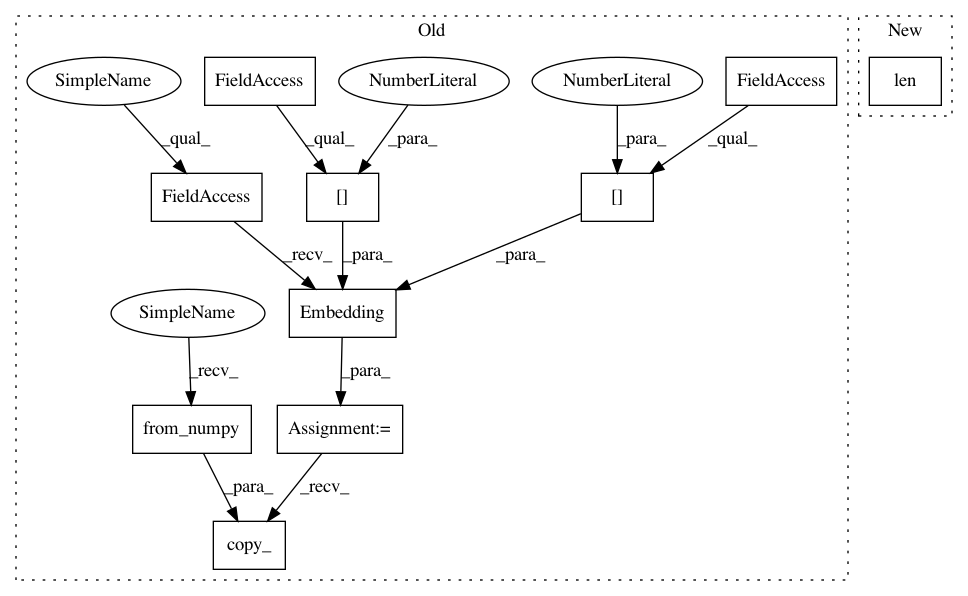 Old
New
SimpleName
FieldAccess
NumberLiteral
NumberLiteral
FieldAccess
len
_qual_
_qual_
_para_
_para_
_qual_
FieldAccess
[]
[]
_recv_
_para_
_para_
SimpleName
Embedding
_recv_
_para_
from_numpy
Assignment:=
_para_
_recv_
copy_